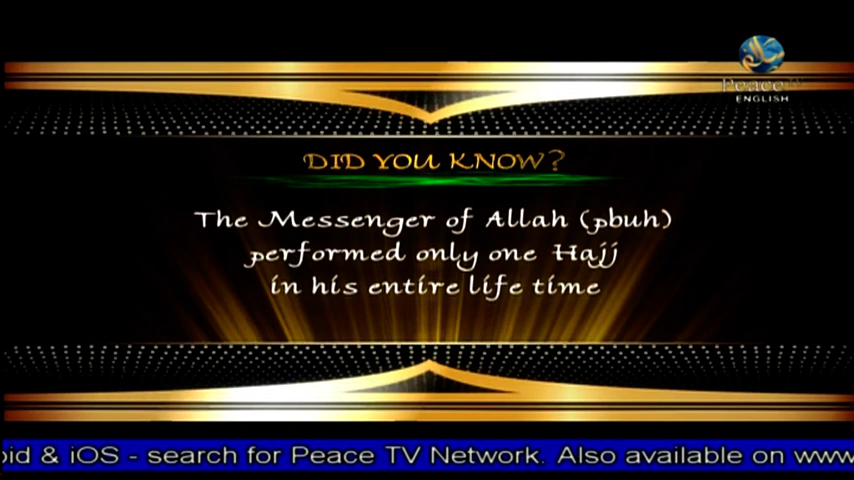 Peace TV
ENGLISH
DID YOU KNOW?
The Messenger of Allah (pbuh)
performed only one Hajj
in his entire life time
oid & iOS - search for Peace TV Network. Also available on www